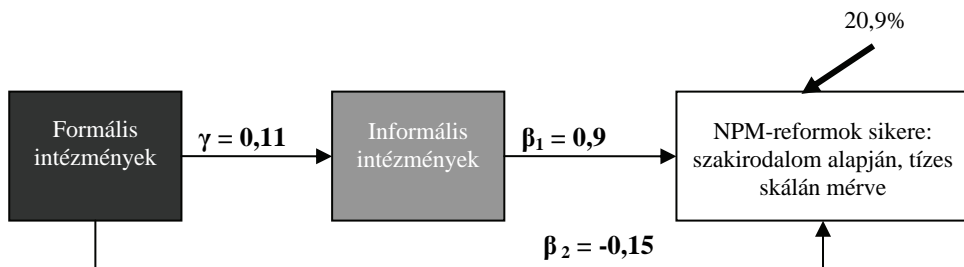 20,9%
Formális
intézmények
γ = 0,11
Informális
intézmények
β1 = 0,9
NPM-reformok sikere:
szakirodalom alapján, tízes
skálán mérve
β 2 = -0,15